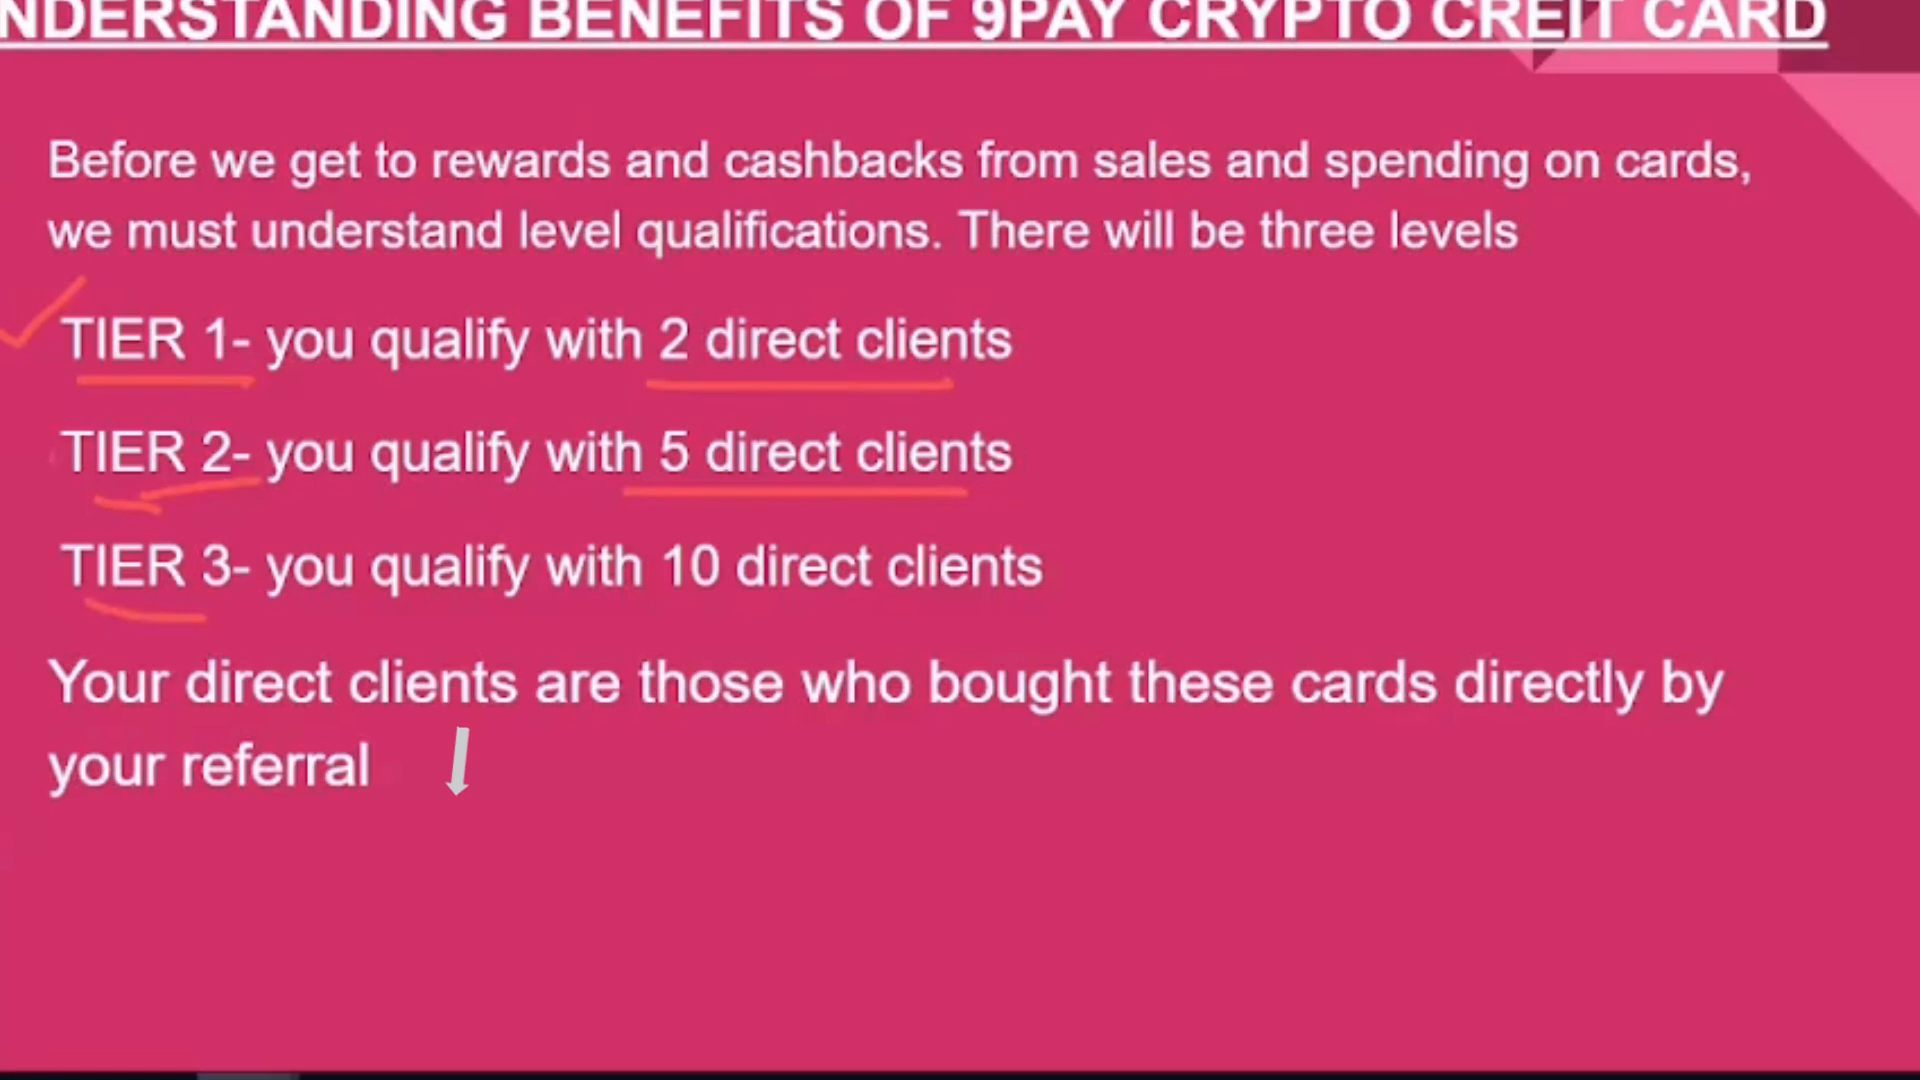 NDERSTANDING BENEFITS OF 9PAY CRYPTO CREIT CARD
Before we get to rewards and cashbacks from sales and spending on cards,
we must understand level qualifications. There will be three levels
TIER 1- you qualify with 2 direct clients
TIER 2- you qualify with 5 direct clients
TIER 3- you qualify with 10 direct clients
Your direct clients are those who bought these cards directly by
your referral